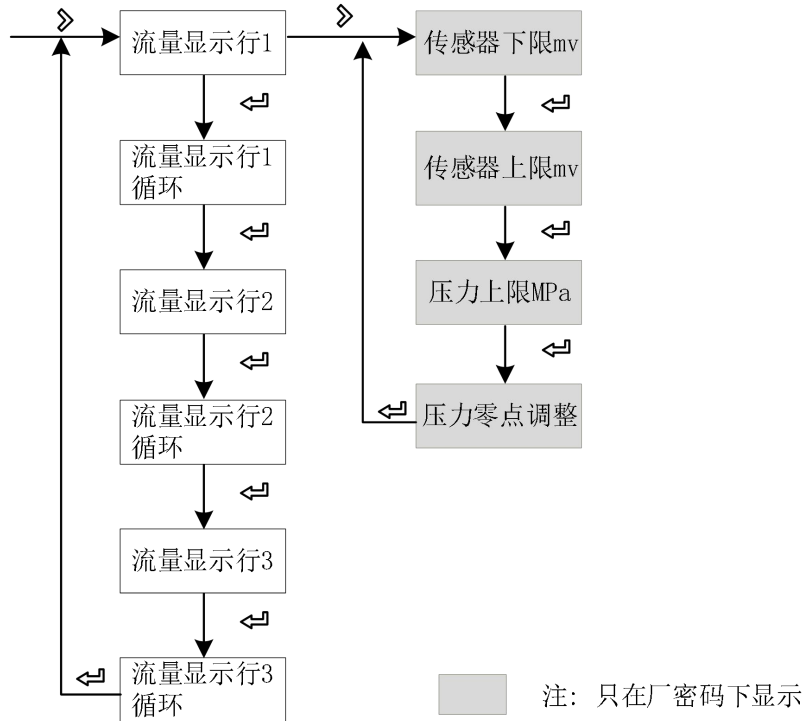 流量显示行1
流量显示行1
循环
流量显示行2
流量显示行2
循环
流量显示行3
流量显示行3
循环
传感器下限mv
传感器上限mv
压力上限MPa
压力零点调整
注: 只在厂密码下显示